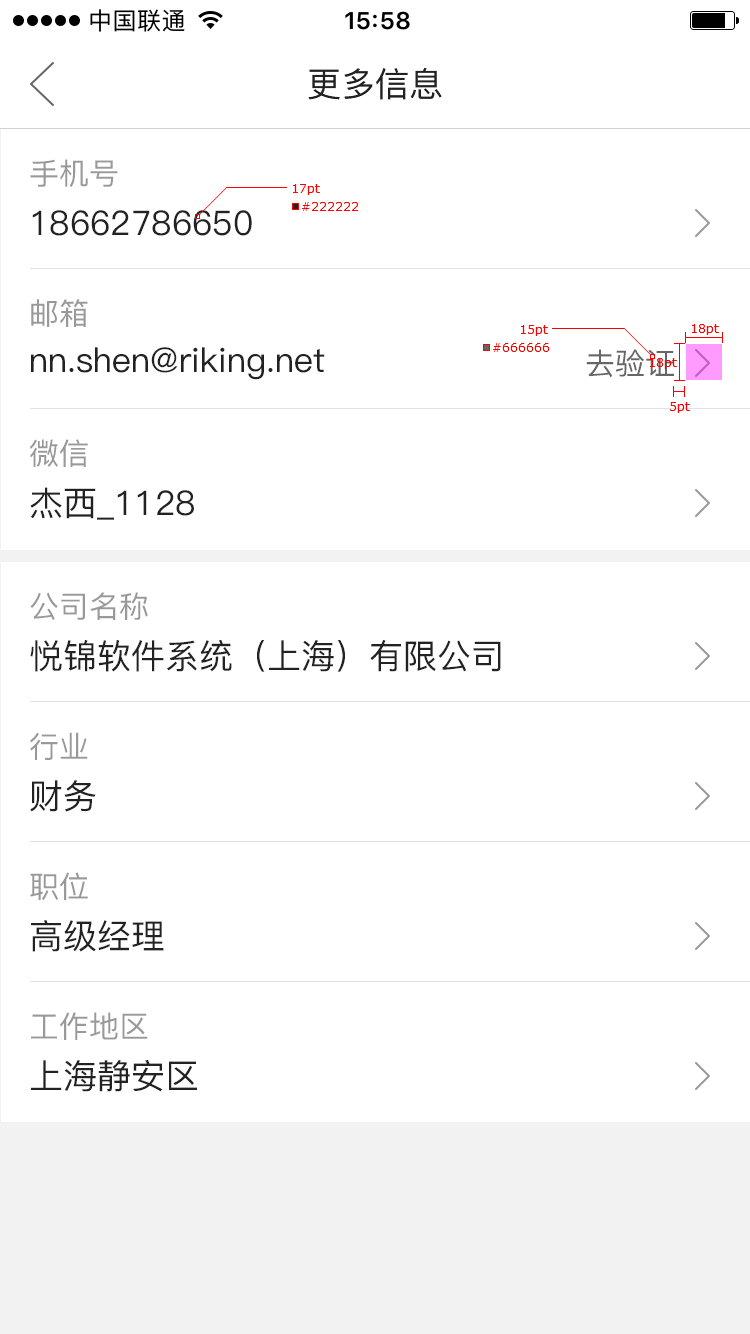 中国联通 15:58
更多信息
手机号
17pt
#222222
18662786650
邮箱
15pt 18pt
#666666
nn.shen@riking.net 去验证 18pt
5pt
微信
杰西_1128
公司名称
悦锦软件系统（上海）有限公司
行业
财务
职位
高级经理
工作地区
上海静安区